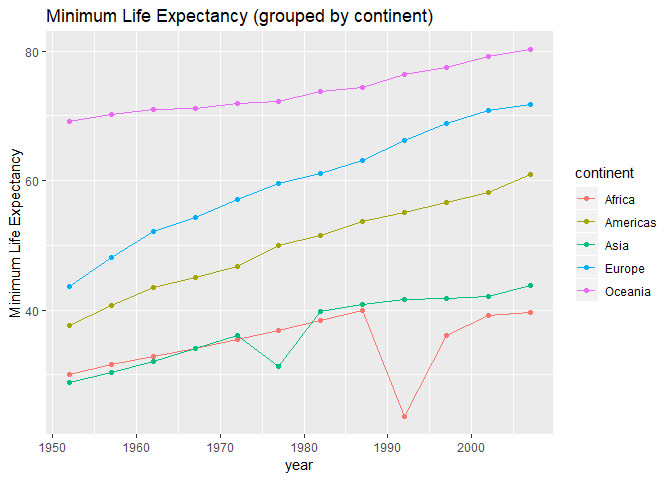 Minimum Life Expectancy (grouped by continent)
80
60
40
Minimum Life Expectancy
1950
1960
1970
1980
1990
2000
year
continent
Africa
Americas
Asia
Europe
Oceania